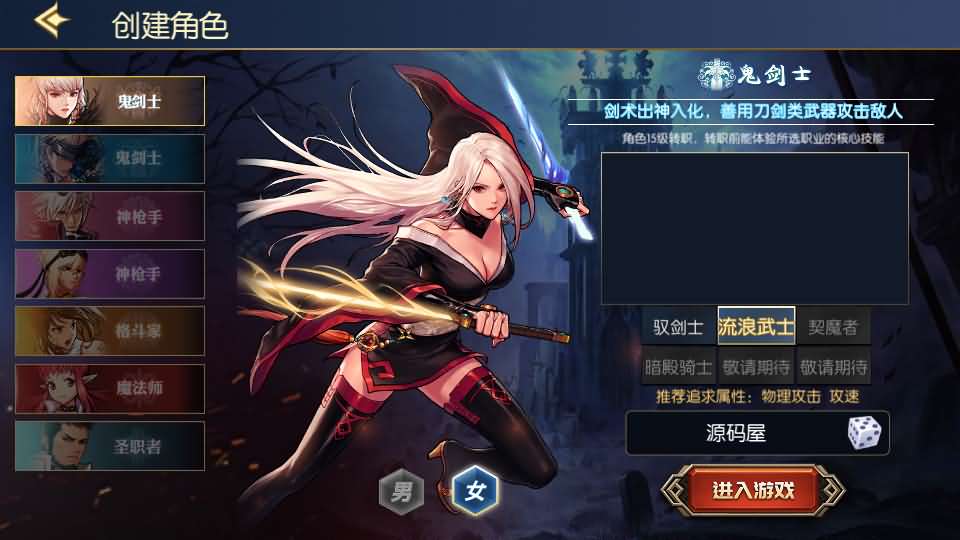 创建角色
鬼剑士
鬼剑士
神枪手
神枪手
格斗家
魔法师
圣职者
男
女
鬼剑士
剑术出神入化，善用刀剑类武器攻击敌人
角色15级转职，转职前能体验所选职业的核心技能
驭剑士 流浪武士 契魔者
暗殿骑士 敬请期待 敬请期待
推荐追求属性：物理攻击 攻速
源码屋
进入游戏